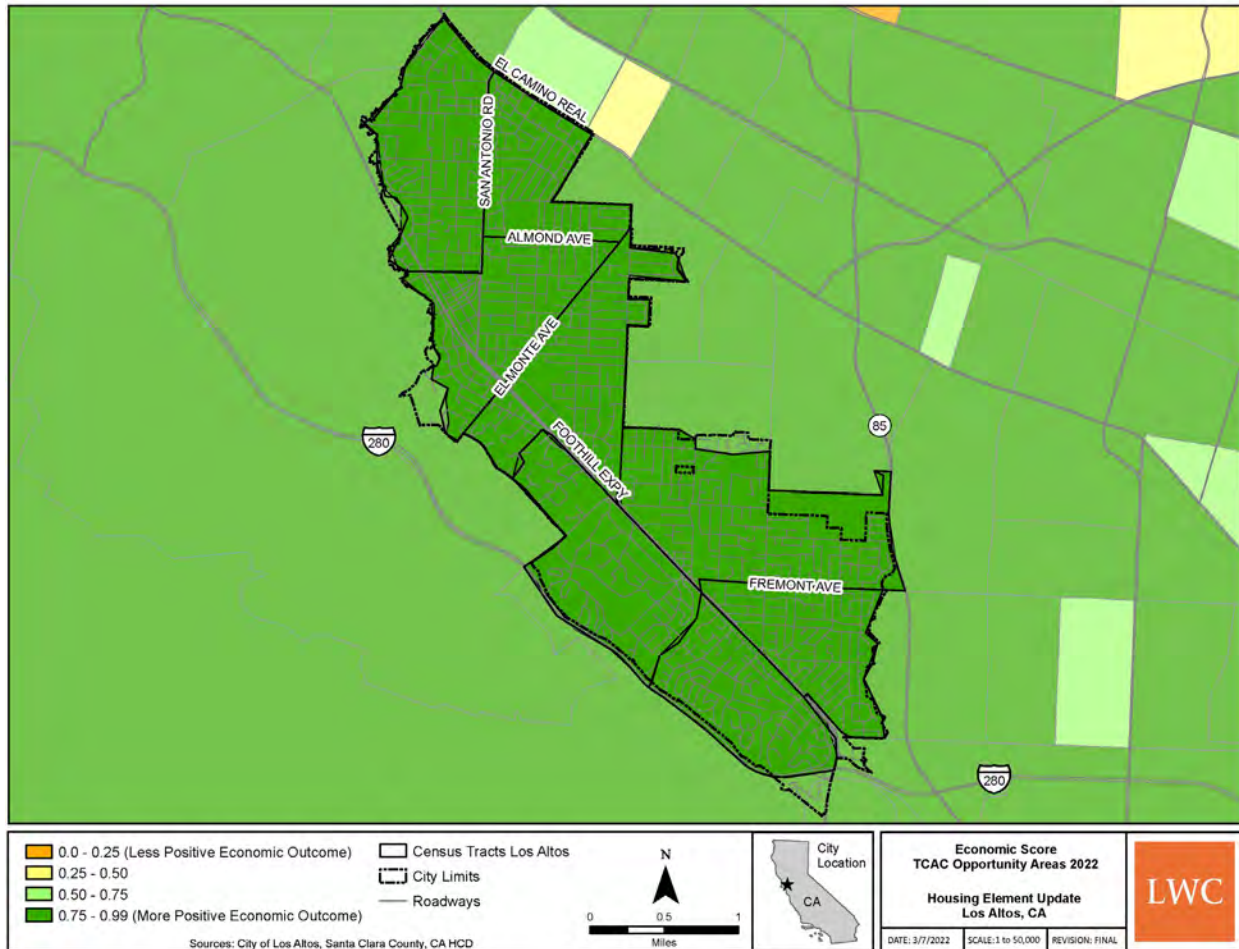 EL CAMINO REAL
SAN ANTONIO RD
ALMOND AVE
EL MONTE AVE
280
FOOTHILL EXPY
85
FREMONT AVE
280
0.0 - 0.25 (Less Positive Economic Outcome)
0.25 - 0.50
0.50 - 0.75
0.75 - 0.99 (More Positive Economic Outcome)
Census Tracts Los Altos
City Limits
Roadways
Sources: City of Los Altos, Santa Clara County, CA HCD
N
0 0.5 1
Miles
City
Location
CA
Economic Score
TCAC Opportunity Areas 2022
Housing Element Update
Los Altos, CA
DATE: 3/7/2022 SCALE:1 to 50,000 REVISION: FINAL
LWC